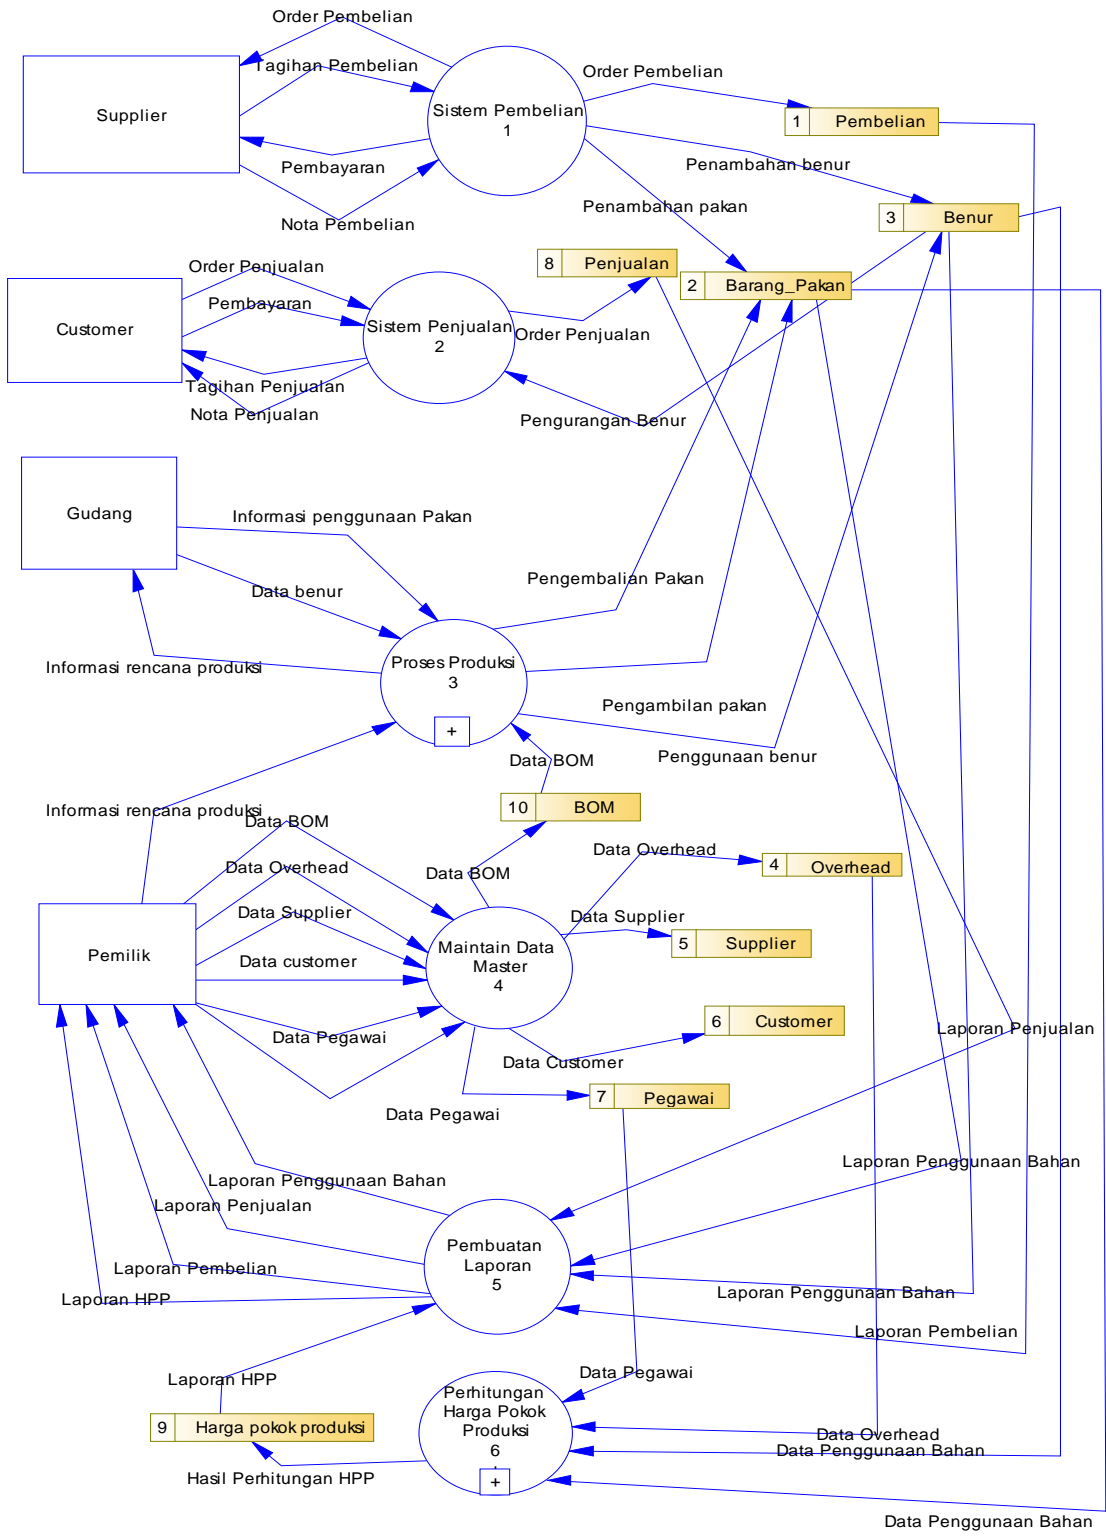 Order Pembelian
Tagihan Pembelian
Supplier
Sistem Pembelian
1
Order Pembelian
1 Pembelian
Pembayaran
Nota Pembelian
Penambahan benur
Penambahan pakan
3 Benur
Order Penjualan
Pembayaran
Customer
Sistem Penjualan
2
8 Penjualan
2 Barang_Pakan
Order Penjualan
Tagihan Penjualan
Nota Penjualan
Pengurangan Benur
Gudang
Informasi penggunaan Pakan
Data benur
Pengembalian Pakan
Informasi rencana produksi
Proses Produksi
3
+
Pengambilan pakan
Penggunaan benur
Data BOM
10 BOM
Informasi rencana produksi
Data BOM
Data Overhead
Data Supplier
Data customer
Pemilik
Data Pegawai
Data BOM
Maintain Data
Master
4
Data Overhead
4 Overhead
Data Supplier
5 Supplier
6 Customer
Data Customer
Data Pegawai
7 Pegawai
Laporan Penjualan
Laporan Penggunaan Bahan
Laporan Penggunaan Bahan
Laporan Penjualan
Laporan Pembelian
Laporan HPP
Pembuatan
Laporan
5
Laporan Penggunaan Bahan
Laporan Pembelian
Laporan HPP
Data Pegawai
9 Harga pokok produksi
Perhitungan
Harga Pokok
Produksi
6
+
Data Overhead
Data Penggunaan Bahan
Hasil Perhitungan HPP
Data Penggunaan Bahan